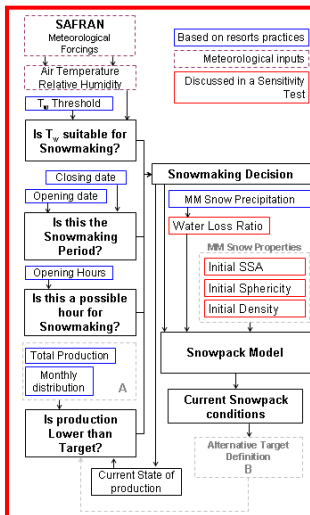 SAFRAN
Meteorological
Forcings
Based on resorts practices
Meteorological inputs
Discussed in a Sensitivity
Test
Air Temperature
Relative Humidity
Tw Threshold
Is Tw suitable for
Snowmaking?
Closing date
Opening date
Is this the
Snowmaking
Period?
Opening Hours
Is this a possible
hour for
Snowmaking?
Total Production
Monthly
distribution
A
Is production
Lower than
Target?
Current State of
production
Snowmaking Decision
MM Snow Precipitation
Water Loss Ratio
MM Snow Properties
Initial SSA
Initial Sphericity
Initial Density
Snowpack Model
Current Snowpack
conditions
Alternative Target
Definition
B